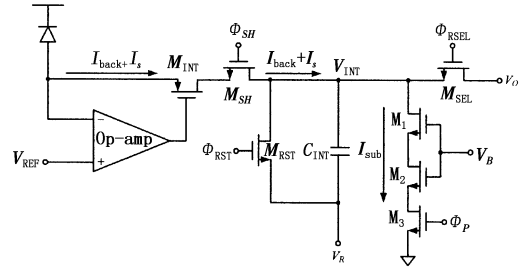 Φ_SH
Φ_RSEL
I_back+I_s
M_INT
I_back+I_s
V_INT
M_SH
M_SEL
V_O
−
Op-amp
+
V_REF
Φ_RST
M_RST
C_INT
I_sub
M_1
V_B
M_2
M_3
Φ_P
V_R